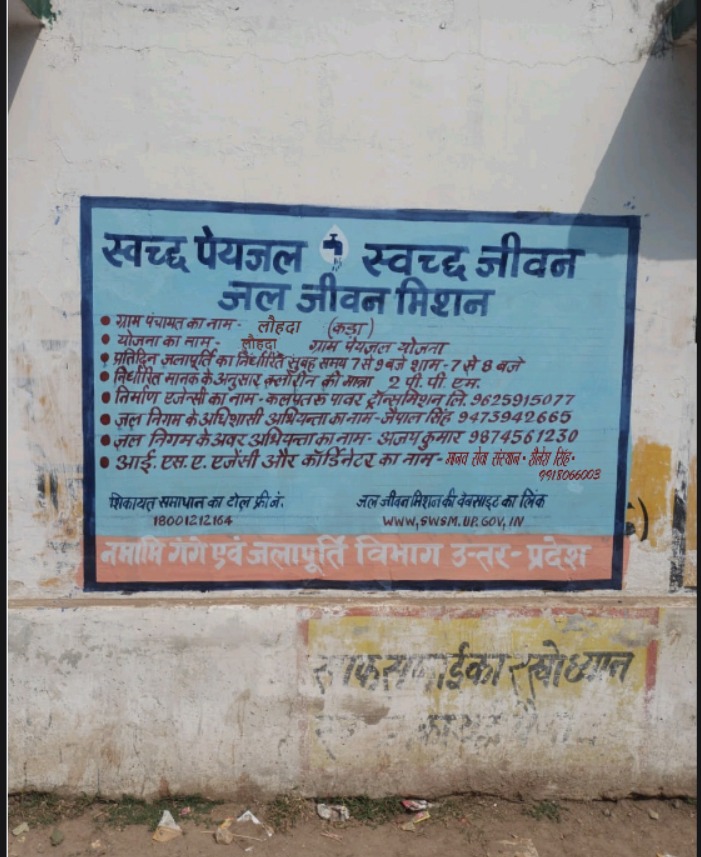 स्वच्छ पेयजल स्वच्छ जीवन
जल जीवन मिशन
• ग्राम पंचायत का नाम - लौहदा (कड़ा)
• योजना का नाम - लौहदा ग्राम पेयजल योजना
• प्रतिदिन जलापूर्ति का निर्धारित सुबह समय 7 से 9 बजे शाम - 7 से 8 बजे
• निर्धारित मानक के अनुसार क्लोरीन की मात्रा 2 पी. पी. एम.
• निर्माण एजेन्सी का नाम - कलपतरू पावर ट्रांसमिशन लि. 9625915077
• जल निगम के अधिशासी अभियन्ता का नाम - जैपाल सिंह 9473942665
• जल निगम के अवर अभियन्ता का नाम - अजय कुमार 9874561230
• आई. एस. ए. एजेंसी और कॉर्डिनेटर का नाम - मानव सेवा संस्थान • शैलेश सिंह •
9918066003
शिकायत समाधान का टोल फ्री नं. जल जीवन मिशन की वेबसाइट का लिंक
18001212164 WWW.SWSM.UP.GOV.IN
नमामि गंगे एवं जलापूर्ति विभाग उत्तर - प्रदेश
का रखो ध्यान